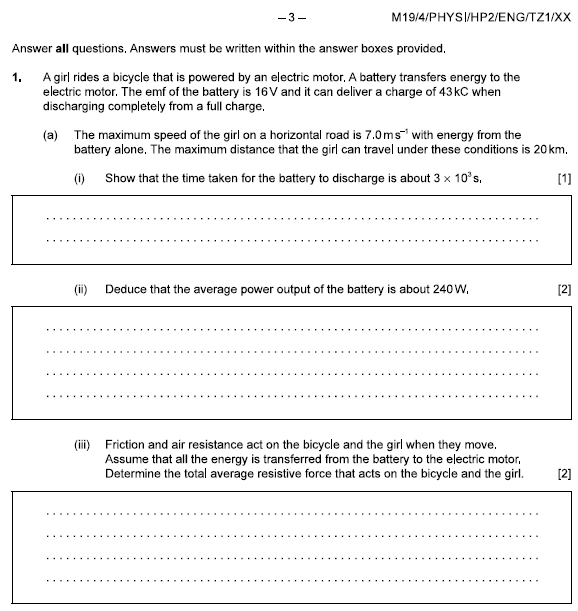 – 3 –
M19/4/PHYSI/HP2/ENG/TZ1/XX
Answer all questions. Answers must be written within the answer boxes provided.
1. A girl rides a bicycle that is powered by an electric motor. A battery transfers energy to the
electric motor. The emf of the battery is 16 V and it can deliver a charge of 43 kC when
discharging completely from a full charge.
(a) The maximum speed of the girl on a horizontal road is 7.0 m s⁻¹ with energy from the
battery alone. The maximum distance that the girl can travel under these conditions is 20 km.
(i) Show that the time taken for the battery to discharge is about 3 × 10³ s. [1]
(ii) Deduce that the average power output of the battery is about 240 W. [2]
(iii) Friction and air resistance act on the bicycle and the girl when they move.
Assume that all the energy is transferred from the battery to the electric motor.
Determine the total average resistive force that acts on the bicycle and the girl. [2]